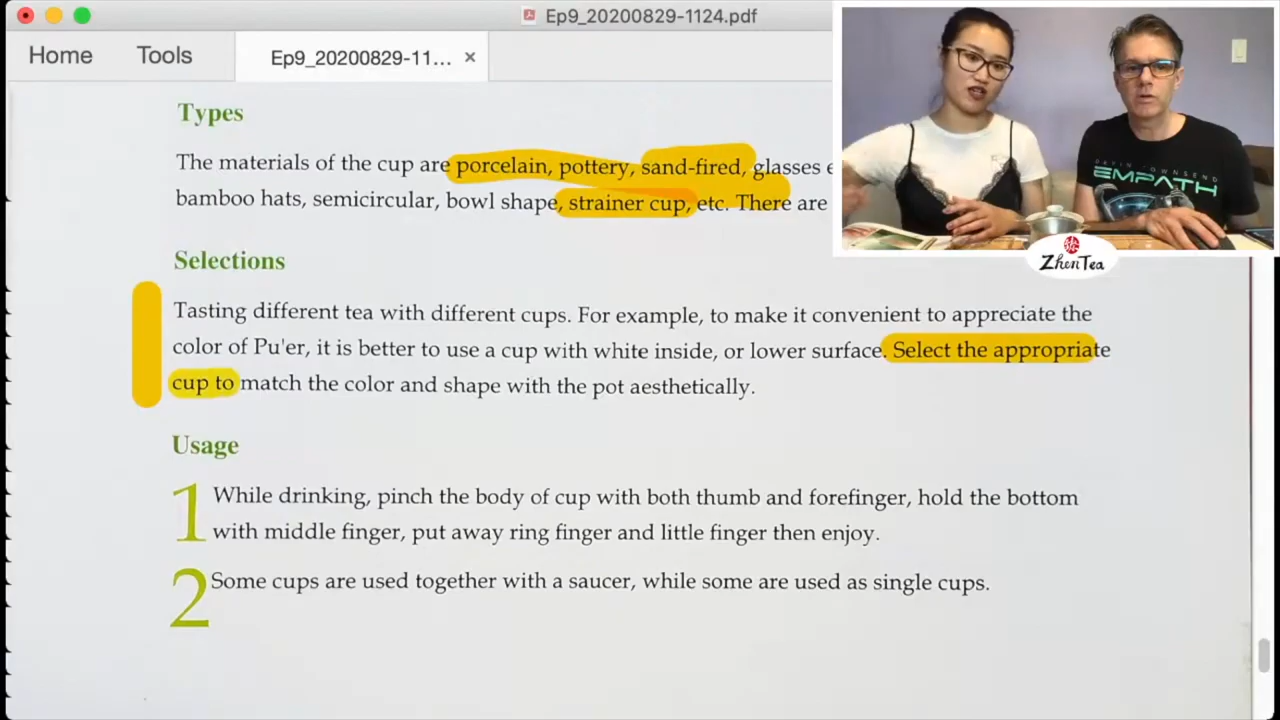 Ep9_20200829-1124.pdf
Home
Tools
Ep9_20200829-11... ×
Types
The materials of the cup are porcelain, pottery, sand-fired, glasses
bamboo hats, semicircular, bowl shape, strainer cup, etc. There are
Selections
Tasting different tea with different cups. For example, to make it convenient to appreciate the
color of Pu'er, it is better to use a cup with white inside, or lower surface. Select the appropriate
cup to match the color and shape with the pot aesthetically.
Usage
1 While drinking, pinch the body of cup with both thumb and forefinger, hold the bottom
with middle finger, put away ring finger and little finger then enjoy.
2 Some cups are used together with a saucer, while some are used as single cups.
DEVIN TOWNSEND
EMPATH
ZhenTea